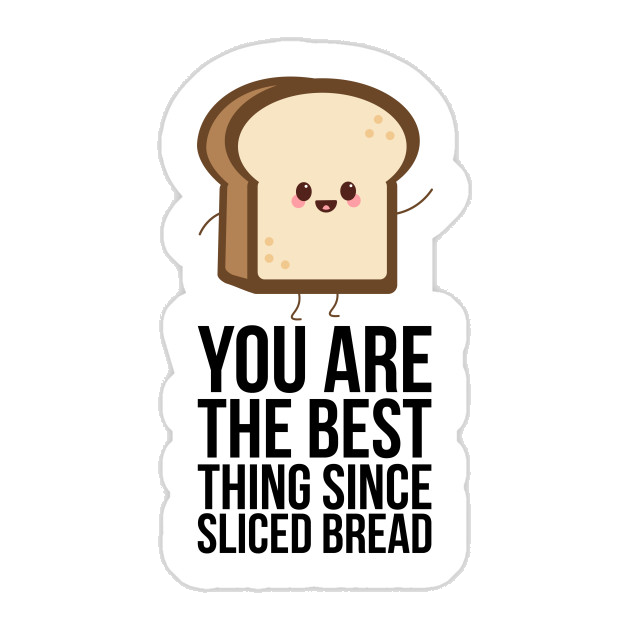 YOU ARE
THE BEST
THING SINCE
SLICED BREAD